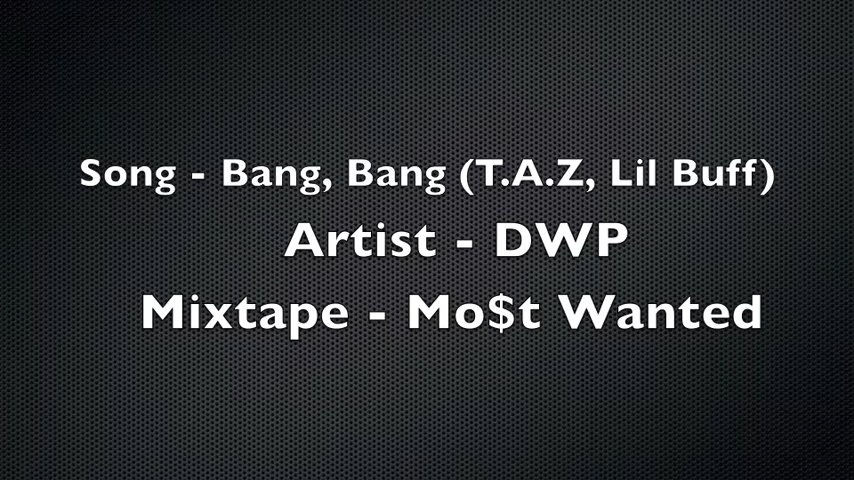 Song - Bang, Bang (T.A.Z, Lil Buff)
Artist - DWP
Mixtape - Mo$t Wanted